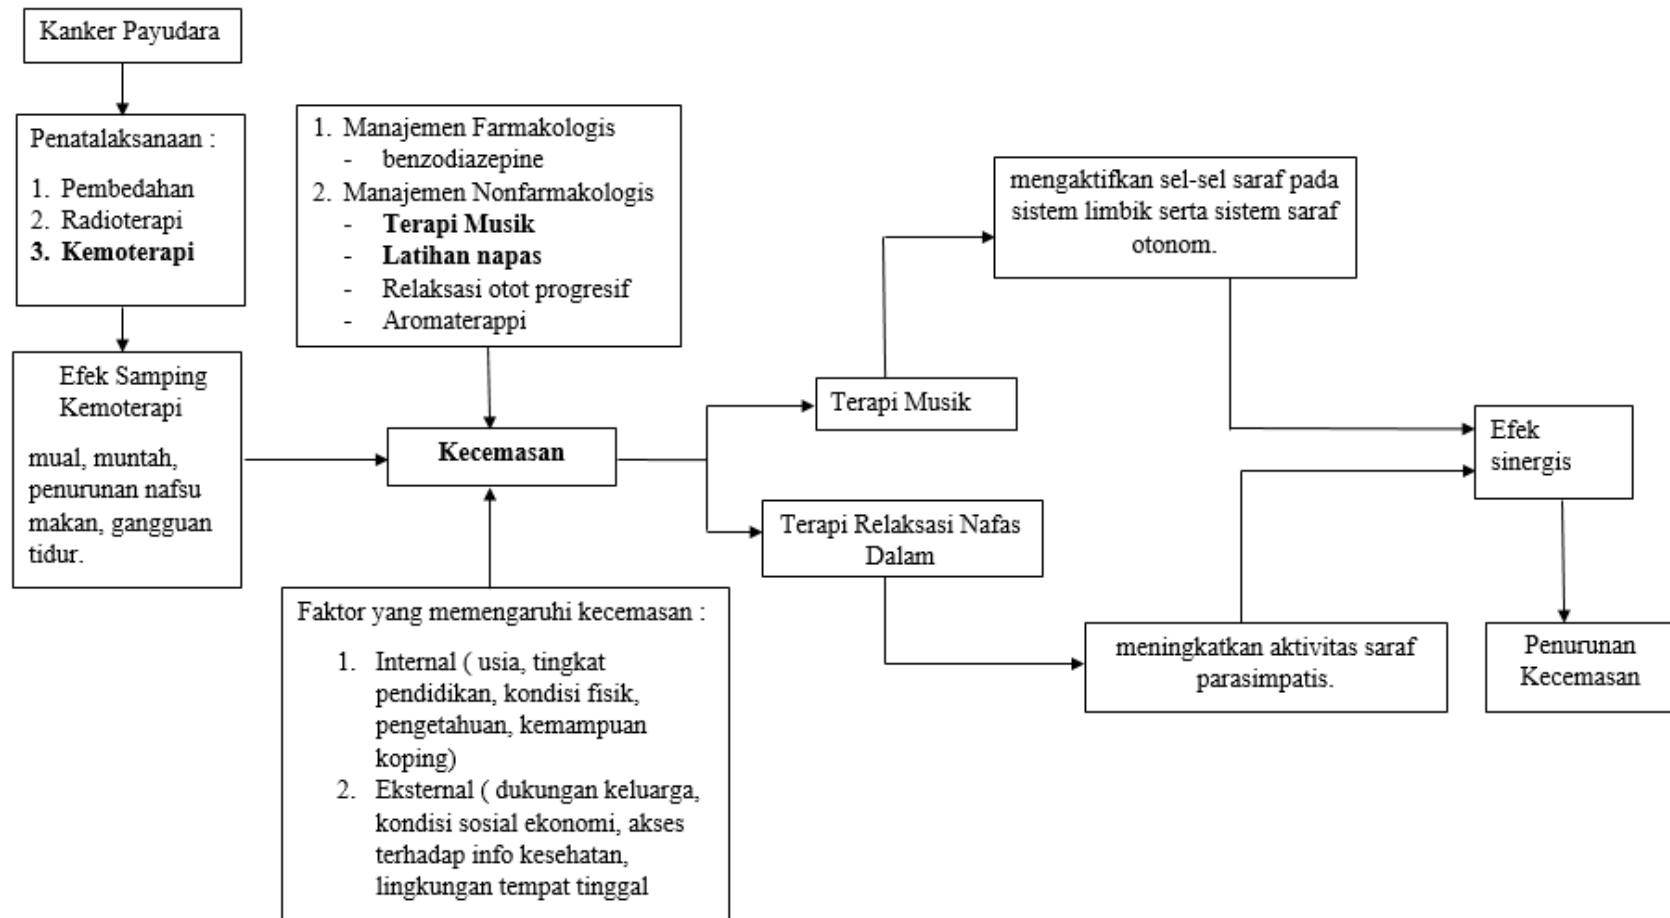 Kanker Payudara
Penatalaksanaan :
1. Pembedahan
2. Radioterapi
3. Kemoterapi
Efek Samping
Kemoterapi
mual, muntah,
penurunan nafsu
makan, gangguan
tidur.
1. Manajemen Farmakologis
- benzodiazepine
2. Manajemen Nonfarmakologis
- Terapi Musik
- Latihan napas
- Relaksasi otot progresif
- Aromaterappi
Kecemasan
Faktor yang memengaruhi kecemasan :
1. Internal ( usia, tingkat
pendidikan, kondisi fisik,
pengetahuan, kemampuan
koping)
2. Eksternal ( dukungan keluarga,
kondisi sosial ekonomi, akses
terhadap info kesehatan,
lingkungan tempat tinggal
Terapi Musik
Terapi Relaksasi Nafas
Dalam
mengaktifkan sel-sel saraf pada
sistem limbik serta sistem saraf
otonom.
meningkatkan aktivitas saraf
parasimpatis.
Efek
sinergis
Penurunan
Kecemasan